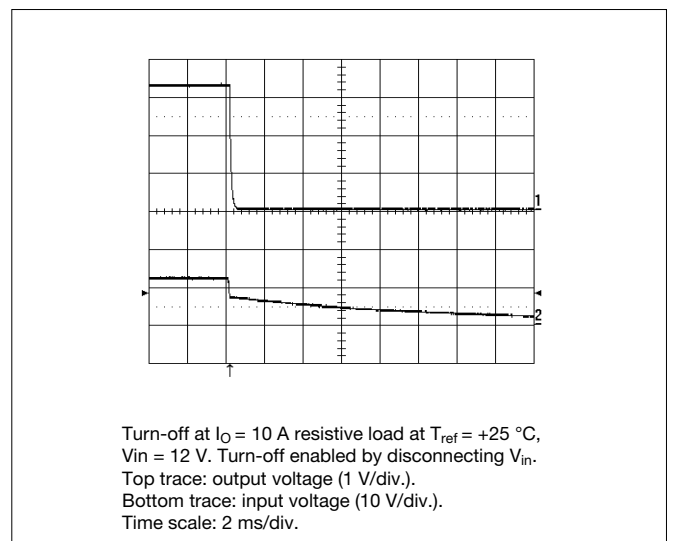 1
2
↑
Turn-off at IO = 10 A resistive load at Tref = +25 °C,
Vin = 12 V. Turn-off enabled by disconnecting Vin.
Top trace: output voltage (1 V/div.).
Bottom trace: input voltage (10 V/div.).
Time scale: 2 ms/div.